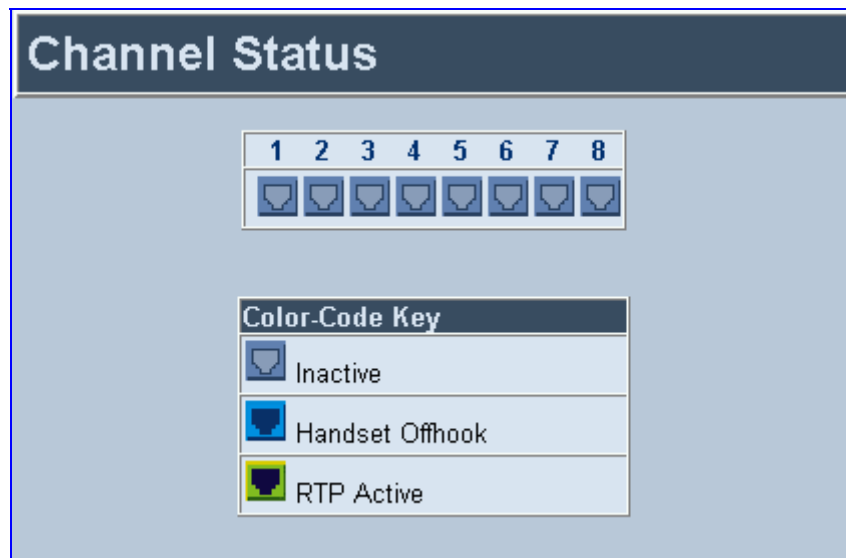 Channel Status
1 2 3 4 5 6 7 8
Color-Code Key
Inactive
Handset Offhook
RTP Active